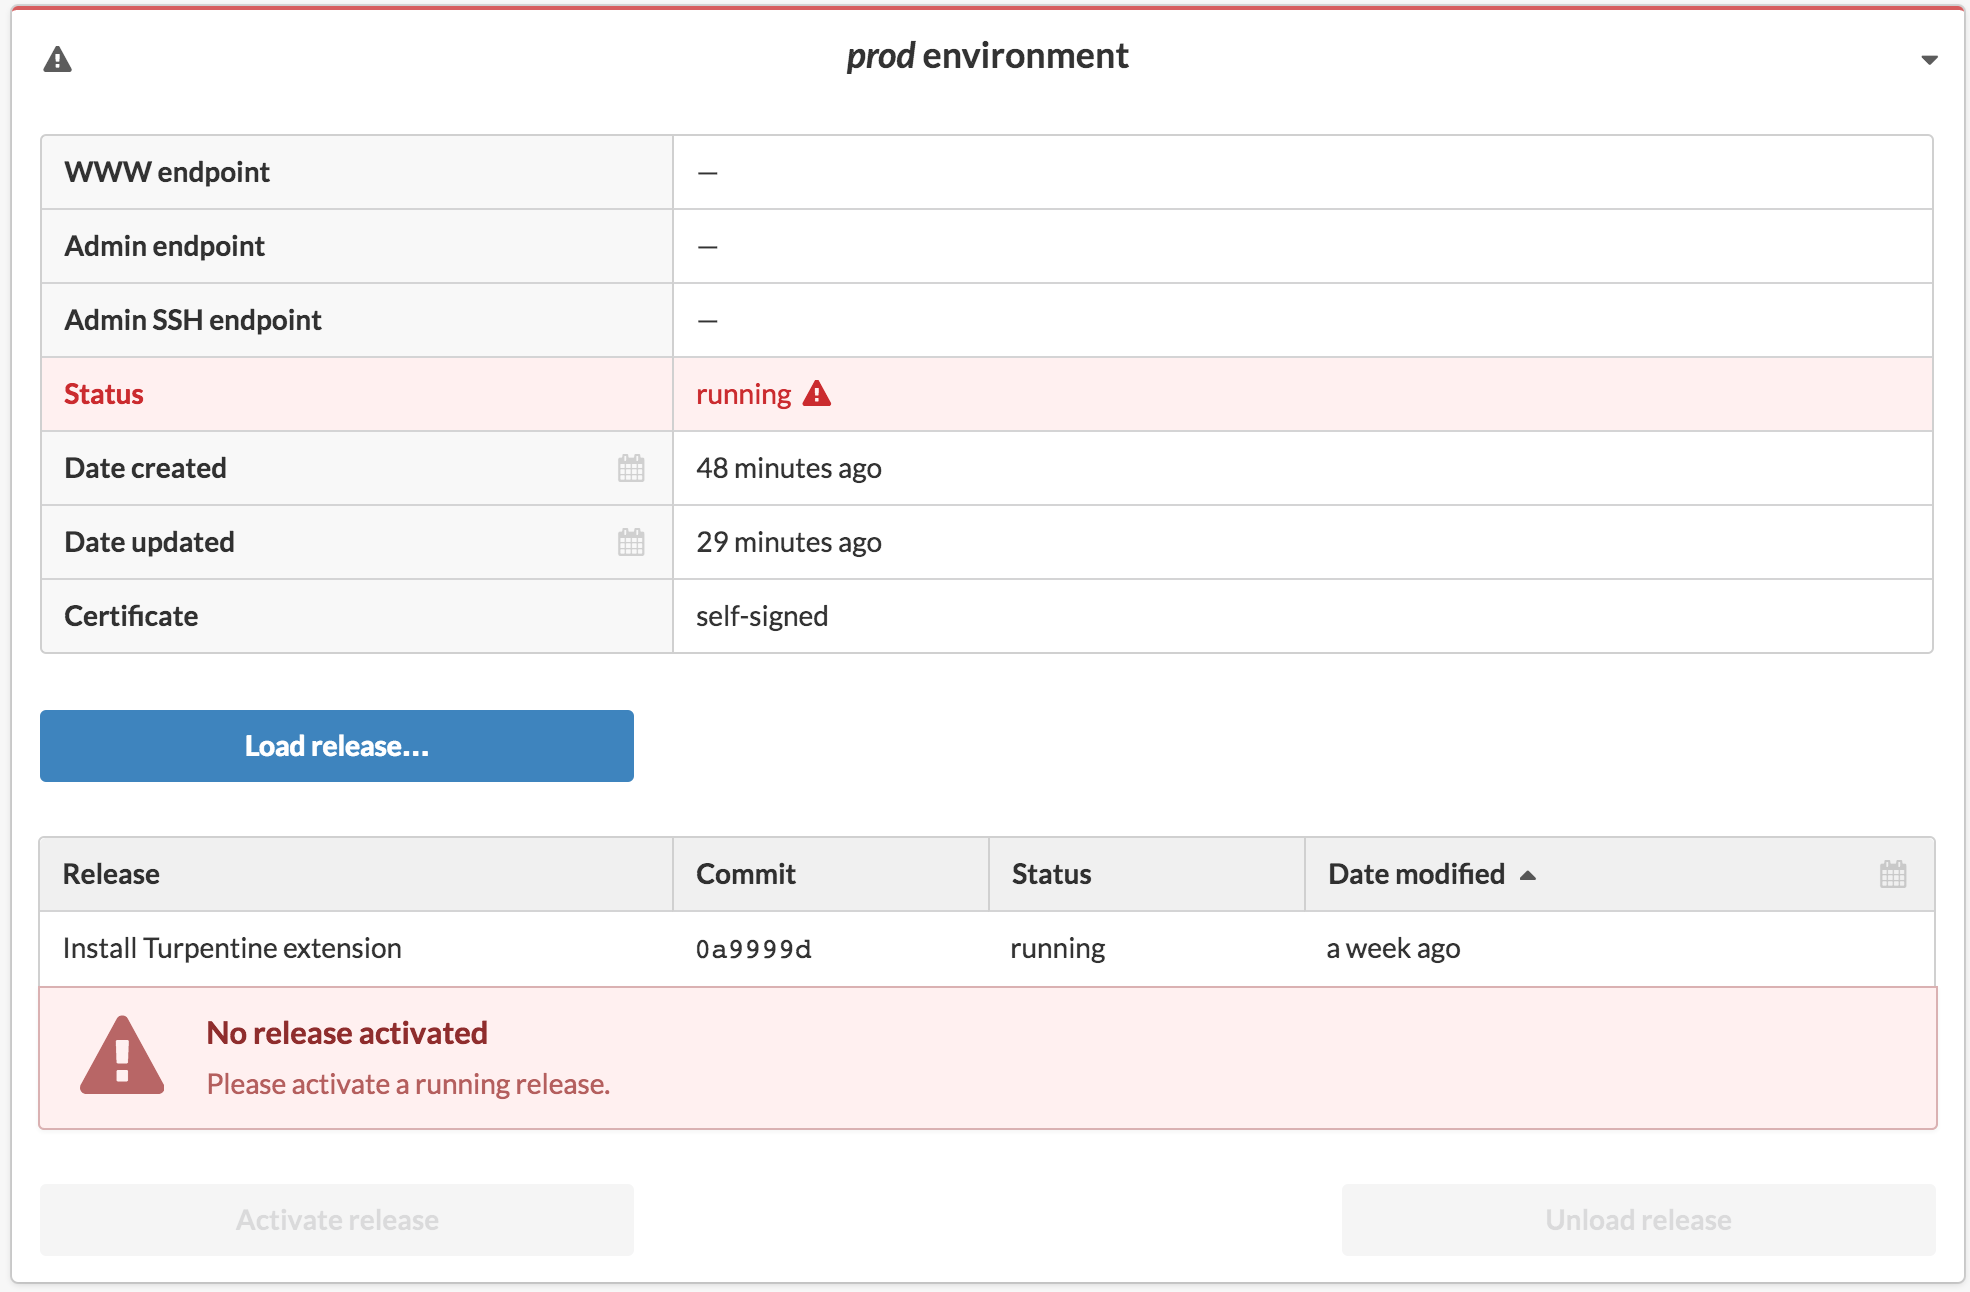 prod environment
WWW endpoint —
Admin endpoint —
Admin SSH endpoint —
Status running
Date created 48 minutes ago
Date updated 29 minutes ago
Certificate self-signed
Load release...
Release Commit Status Date modified
Install Turpentine extension 0a9999d running a week ago
No release activated
Please activate a running release.
Activate release Unload release